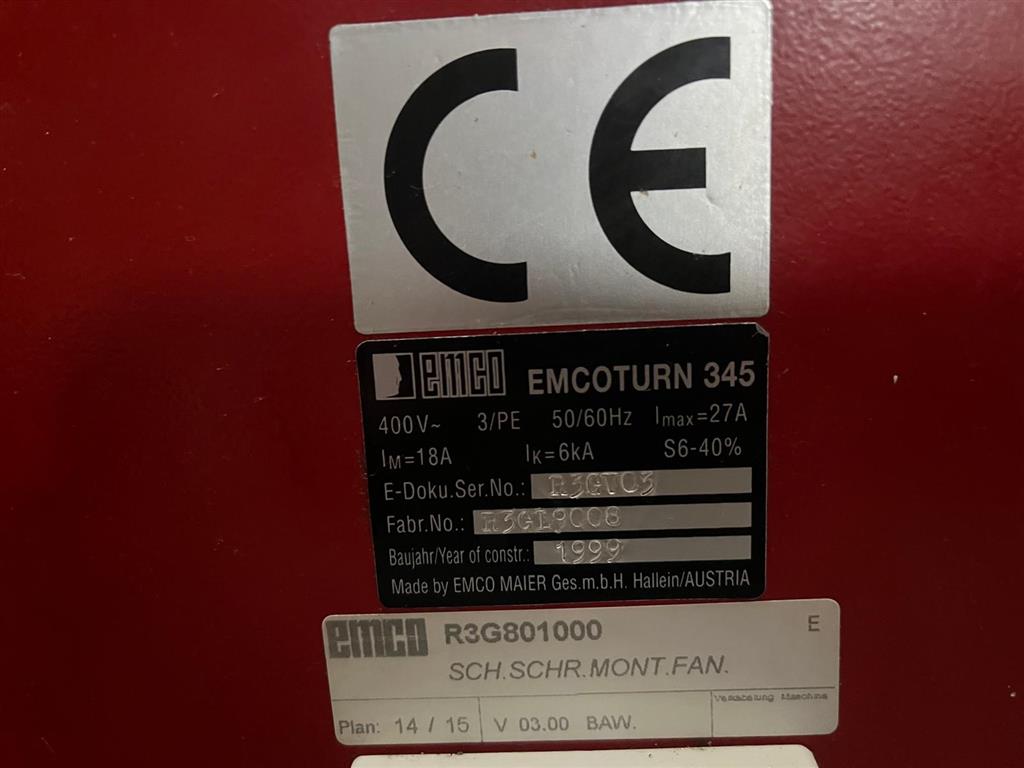 CE
emco EMCOTURN 345
400V~ 3/PE 50/60Hz Imax=27A
IM=18A IK=6kA S6-40%
E-Doku.Ser.No.: R3GT03
Fabr.No.: R3GL9008
Baujahr/Year of constr.: 1999
Made by EMCO MAIER Ges.m.b.H. Hallein/AUSTRIA
emco R3G801000 E
SCH.SCHR.MONT.FAN.
Verkabelung Maschine
Plan: 14 / 15 V 03.00 BAW.